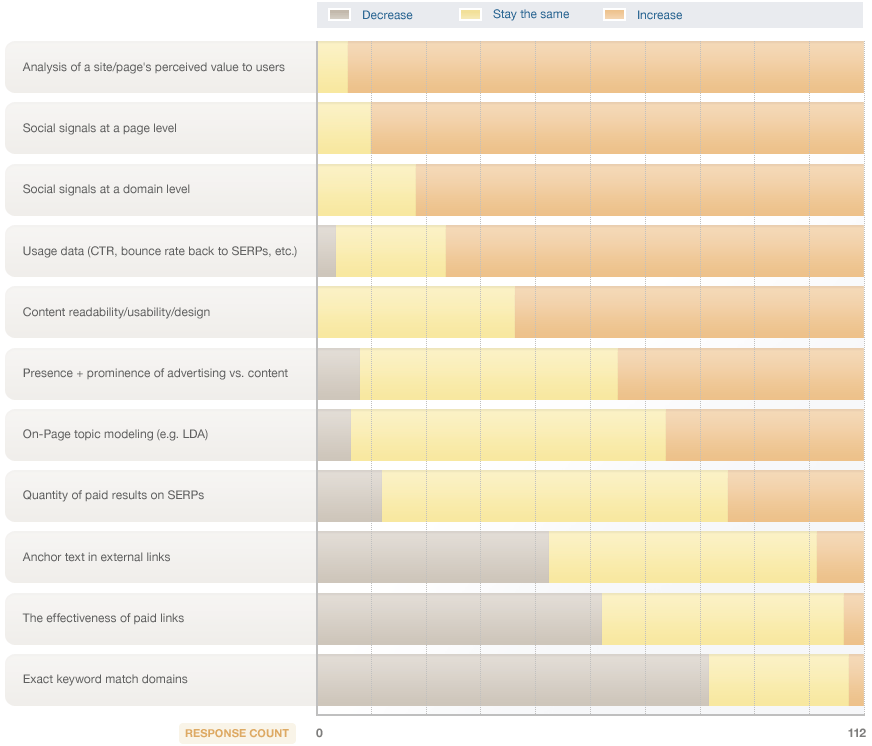 Decrease Stay the same Increase
Analysis of a site/page's perceived value to users
Social signals at a page level
Social signals at a domain level
Usage data (CTR, bounce rate back to SERPs, etc.)
Content readability/usability/design
Presence + prominence of advertising vs. content
On-Page topic modeling (e.g. LDA)
Quantity of paid results on SERPs
Anchor text in external links
The effectiveness of paid links
Exact keyword match domains
RESPONSE COUNT 0 112